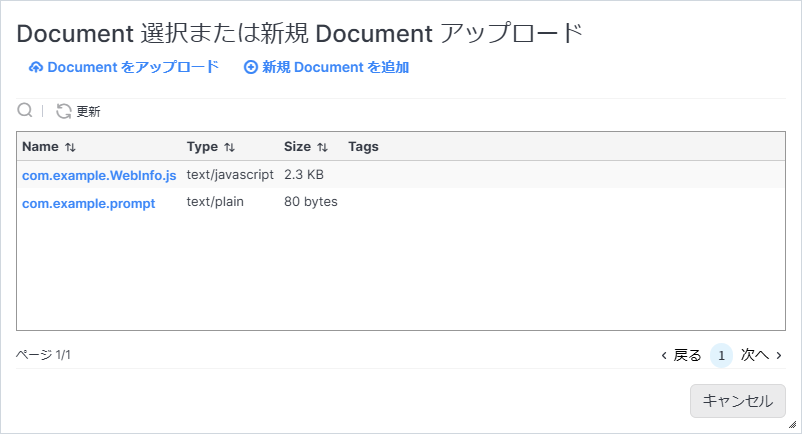 Document 選択または新規 Document アップロード
Document をアップロード 新規 Document を追加
更新
Name Type Size Tags
com.example.WebInfo.js text/javascript 2.3 KB
com.example.prompt text/plain 80 bytes
ページ 1/1 戻る 1 次へ
キャンセル